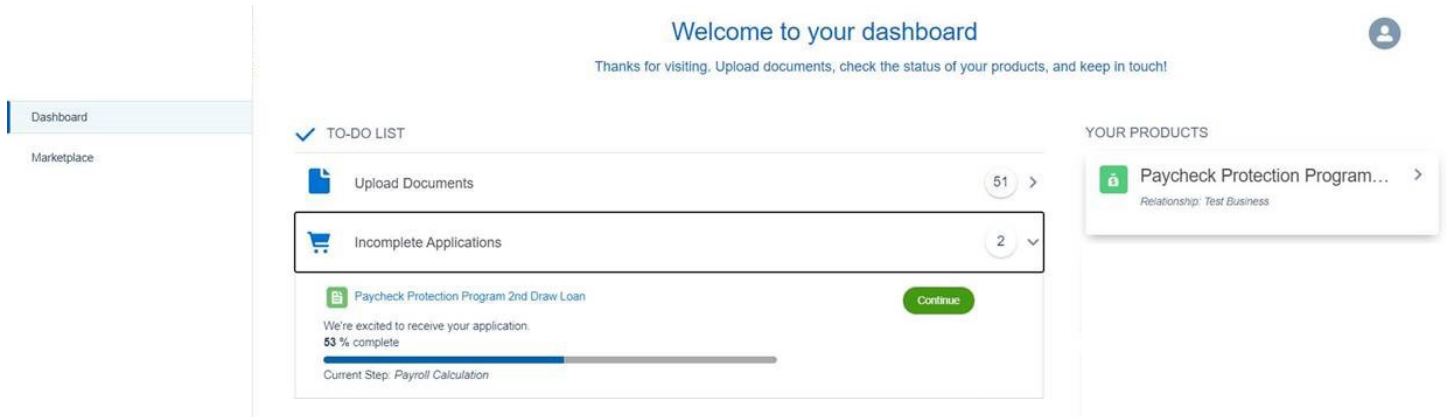 Welcome to your dashboard
Thanks for visiting. Upload documents, check the status of your products, and keep in touch!
Dashboard
Marketplace
TO-DO LIST
Upload Documents 51
Incomplete Applications 2
Paycheck Protection Program 2nd Draw Loan Continue
We're excited to receive your application.
53 % complete
Current Step: Payroll Calculation
YOUR PRODUCTS
Paycheck Protection Program...
Relationship: Test Business